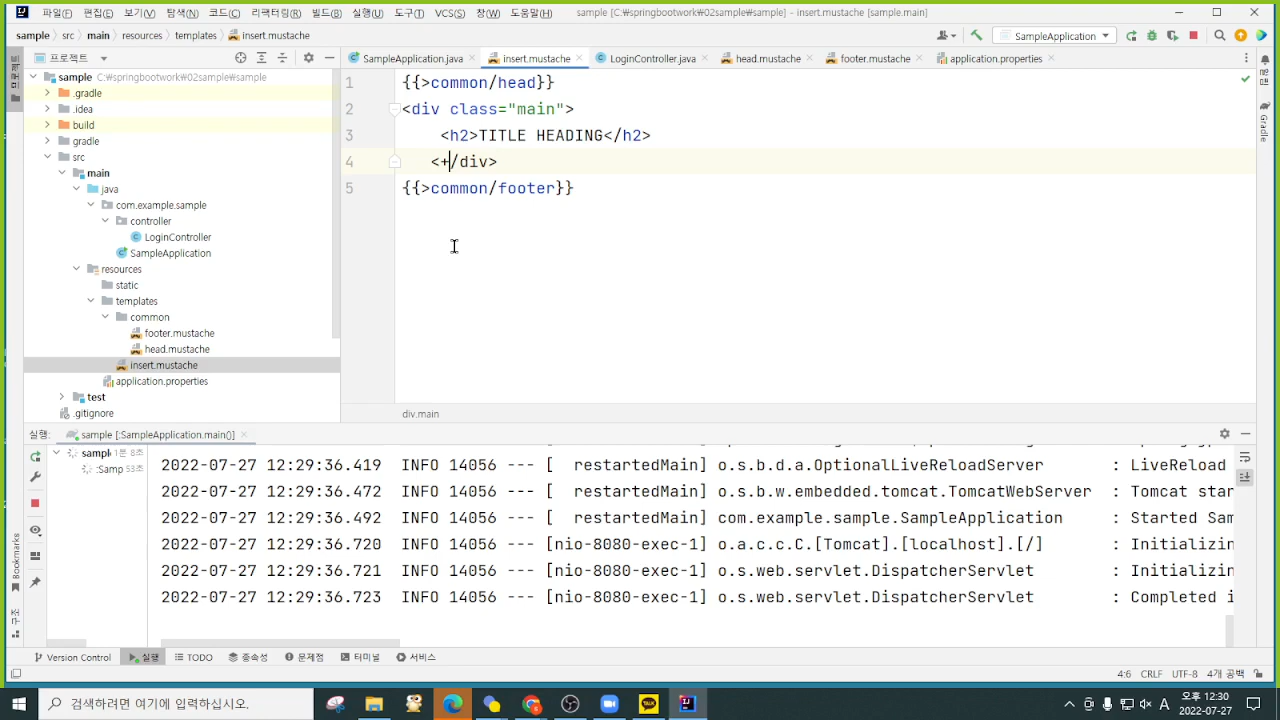 파일(F) 편집(E) 보기(V) 탐색(N) 코드(C) 리팩터링(R) 빌드(B) 실행(U) 도구(T) VCS(S) 창(W) 도움말(H) sample [C:₩springbootwork₩02sample₩sample] - insert.mustache [sample.main]
sample src main resources templates insert.mustache SampleApplication
프로젝트
SampleApplication.java insert.mustache LoginController.java head.mustache footer.mustache application.properties
sample C:₩springbootwork₩02sample₩sample
.gradle
.idea
build
gradle
src
main
java
com.example.sample
controller
LoginController
SampleApplication
resources
static
templates
common
footer.mustache
head.mustache
insert.mustache
application.properties
test
.gitignore
1 {{>common/head}}
2 <div class="main">
3 <h2>TITLE HEADING</h2>
4 <+/div>
5 {{>common/footer}}
div.main
Gradle
실행: sample [:SampleApplication.main()]
sampl 1분 8초
:Samp 53초
2022-07-27 12:29:36.419 INFO 14056 --- [ restartedMain] o.s.b.d.a.OptionalLiveReloadServer : LiveReload
2022-07-27 12:29:36.472 INFO 14056 --- [ restartedMain] o.s.b.w.embedded.tomcat.TomcatWebServer : Tomcat star
2022-07-27 12:29:36.492 INFO 14056 --- [ restartedMain] com.example.sample.SampleApplication : Started Sam
2022-07-27 12:29:36.720 INFO 14056 --- [nio-8080-exec-1] o.a.c.c.C.[Tomcat].[localhost].[/] : Initializin
2022-07-27 12:29:36.721 INFO 14056 --- [nio-8080-exec-1] o.s.web.servlet.DispatcherServlet : Initializin
2022-07-27 12:29:36.723 INFO 14056 --- [nio-8080-exec-1] o.s.web.servlet.DispatcherServlet : Completed i
Bookmarks
Version Control 실행 TODO 종속성 문제점 터미널 서비스
4:6 CRLF UTF-8 4개 공백
검색하려면 여기에 입력하십시오. TALK A 오후 12:30
2022-07-27